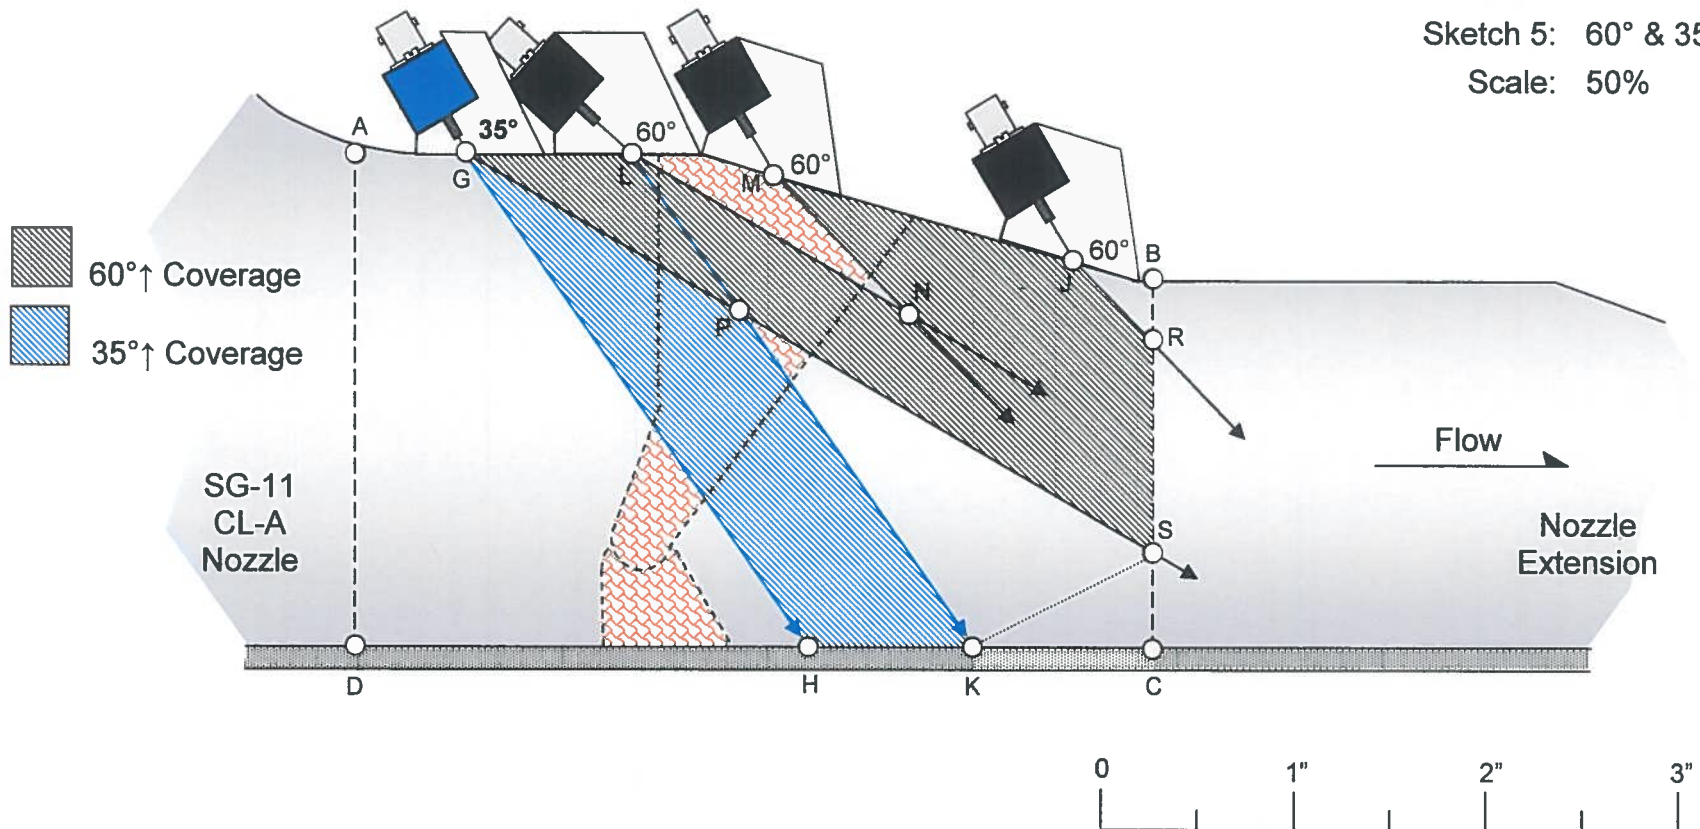 Sketch 5: 60° & 35
Scale: 50%
A
35°
60°
60°
60°
B
G
L
M
J
N
P
R
S
60°↑ Coverage
35°↑ Coverage
SG-11
CL-A
Nozzle
Flow
Nozzle
Extension
D
H
K
C
0
1"
2"
3"